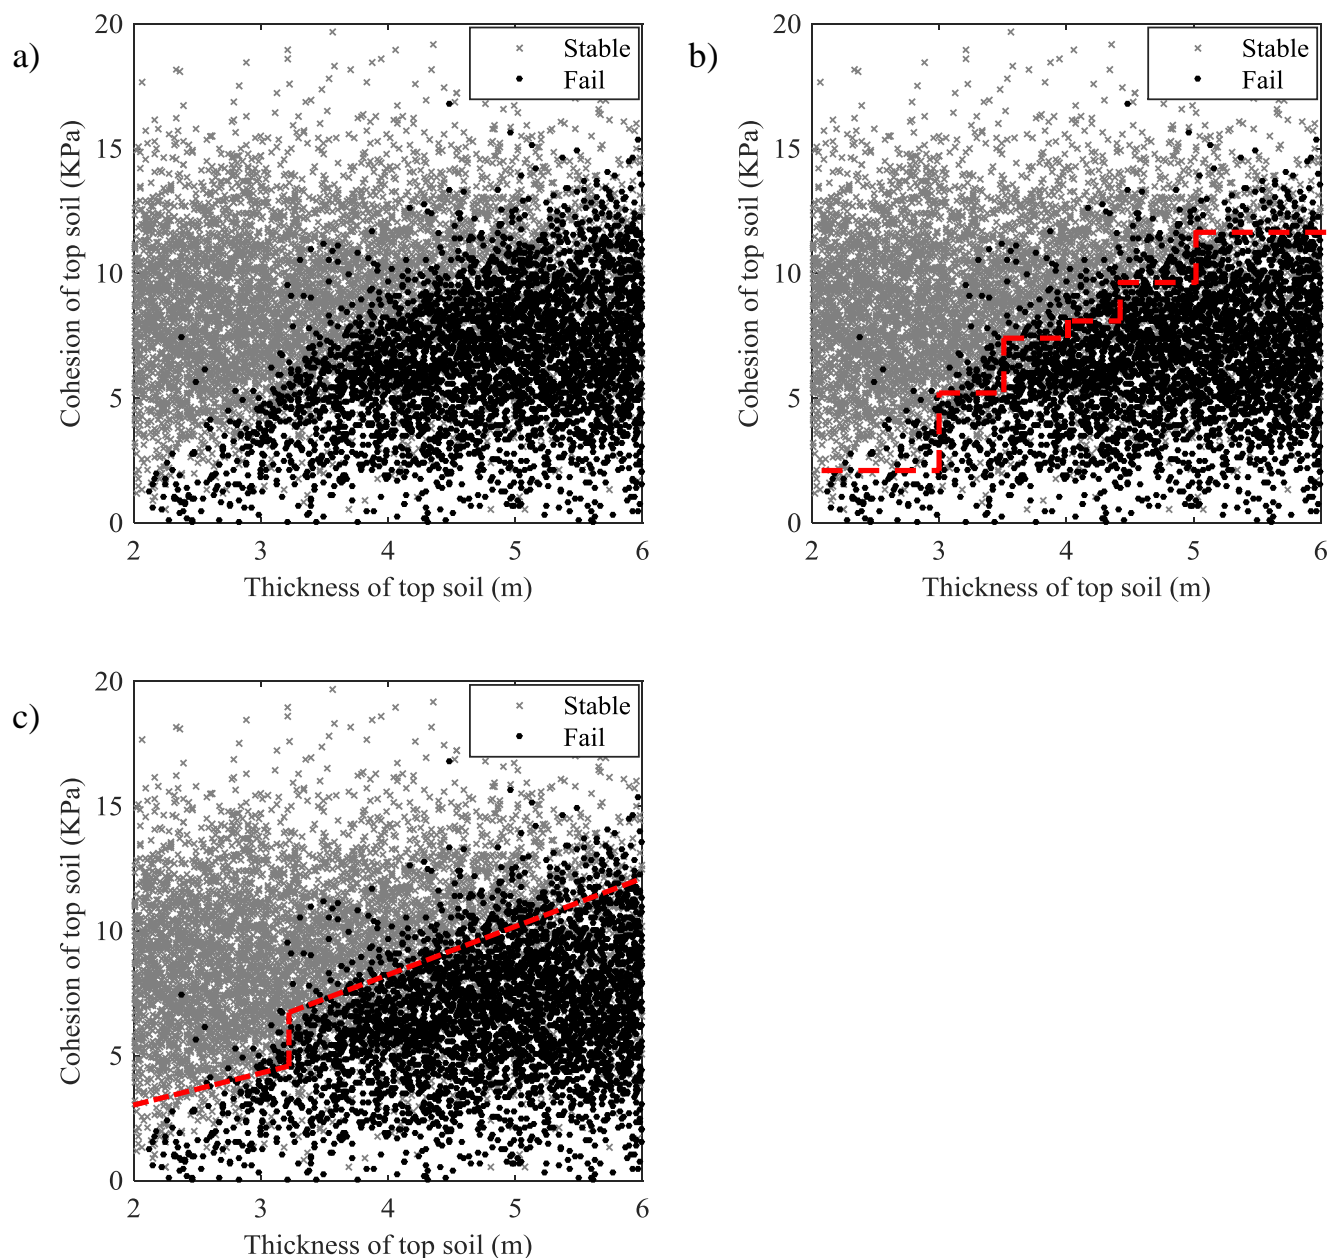 a)
20
15
10
5
0
Cohesion of top soil (KPa)
Stable
Fail
2 3 4 5 6
Thickness of top soil (m)
b)
20
15
10
5
0
Cohesion of top soil (KPa)
Stable
Fail
2 3 4 5 6
Thickness of top soil (m)
c)
20
15
10
5
0
Cohesion of top soil (KPa)
Stable
Fail
2 3 4 5 6
Thickness of top soil (m)